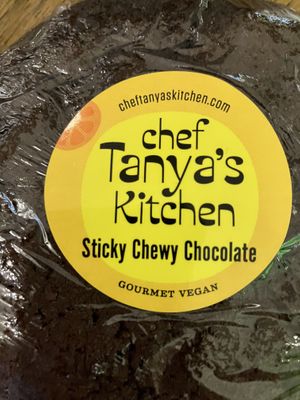 cheftanyaskitchen.com
chef
Tanya's
Kitchen
Sticky Chewy Chocolate
GOURMET VEGAN